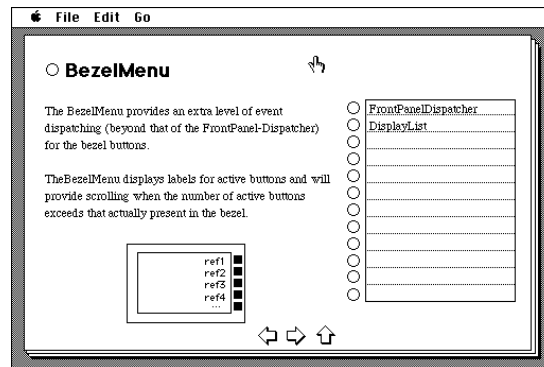 File Edit Go
BezelMenu
The BezelMenu provides an extra level of event
dispatching (beyond that of the FrontPanel-Dispatcher)
for the bezel buttons.
TheBezelMenu displays labels for active buttons and will
provide scrolling when the number of active buttons
exceeds that actually present in the bezel.
FrontPanelDispatcher
DisplayList
ref1
ref2
ref3
ref4
...